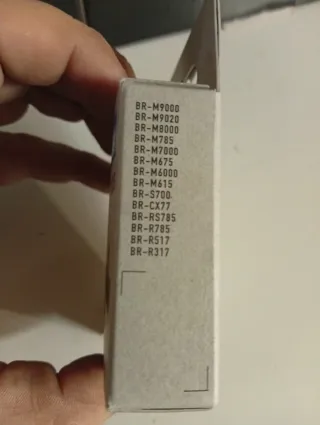 BR-M9000
BR-M9020
BR-M8000
BR-M785
BR-M7000
BR-M675
BR-M6000
BR-M615
BR-S700
BR-CX77
BR-RS785
BR-R785
BR-R517
BR-R317